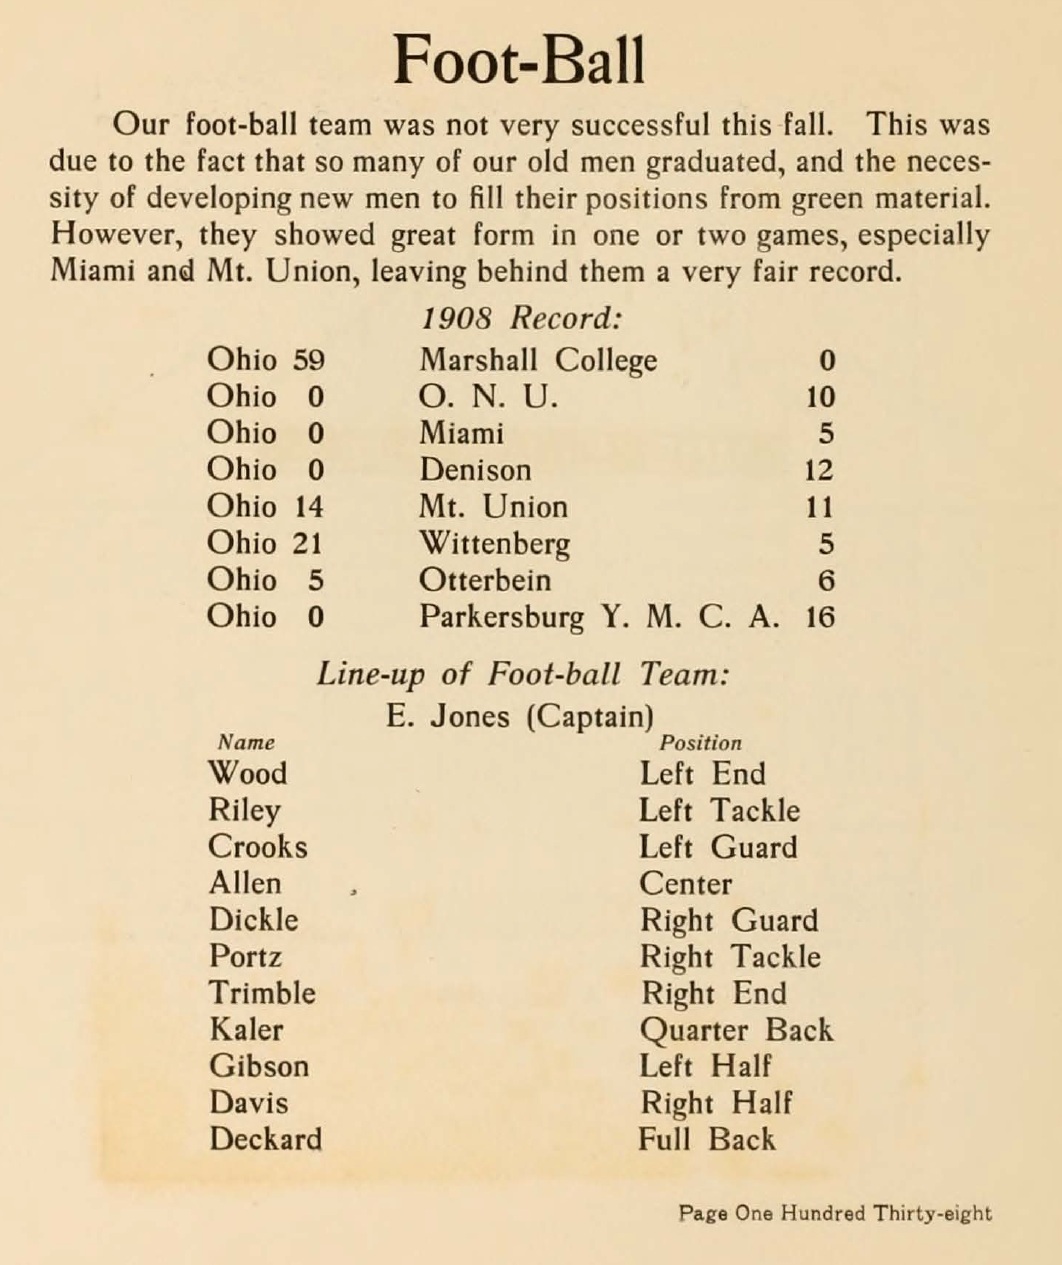 Foot-Ball
Our foot-ball team was not very successful this fall. This was
due to the fact that so many of our old men graduated, and the neces-
sity of developing new men to fill their positions from green material.
However, they showed great form in one or two games, especially
Miami and Mt. Union, leaving behind them a very fair record.
1908 Record:
Ohio 59 Marshall College 0
Ohio 0 O. N. U. 10
Ohio 0 Miami 5
Ohio 0 Denison 12
Ohio 14 Mt. Union 11
Ohio 21 Wittenberg 5
Ohio 5 Otterbein 6
Ohio 0 Parkersburg Y. M. C. A. 16
Line-up of Foot-ball Team:
E. Jones (Captain)
Name Position
Wood Left End
Riley Left Tackle
Crooks Left Guard
Allen Center
Dickle Right Guard
Portz Right Tackle
Trimble Right End
Kaler Quarter Back
Gibson Left Half
Davis Right Half
Deckard Full Back
Page One Hundred Thirty-eight